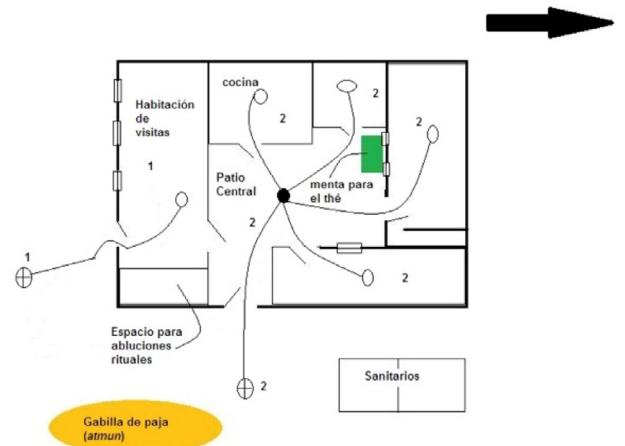 cocina
2
2
2
Habitación
de
visitas
1
Patio
Central
menta para
el thé
2
1
2
Espacio para
abluciones
rituales
2
Sanitarios
Gabilla de paja
(atmun)